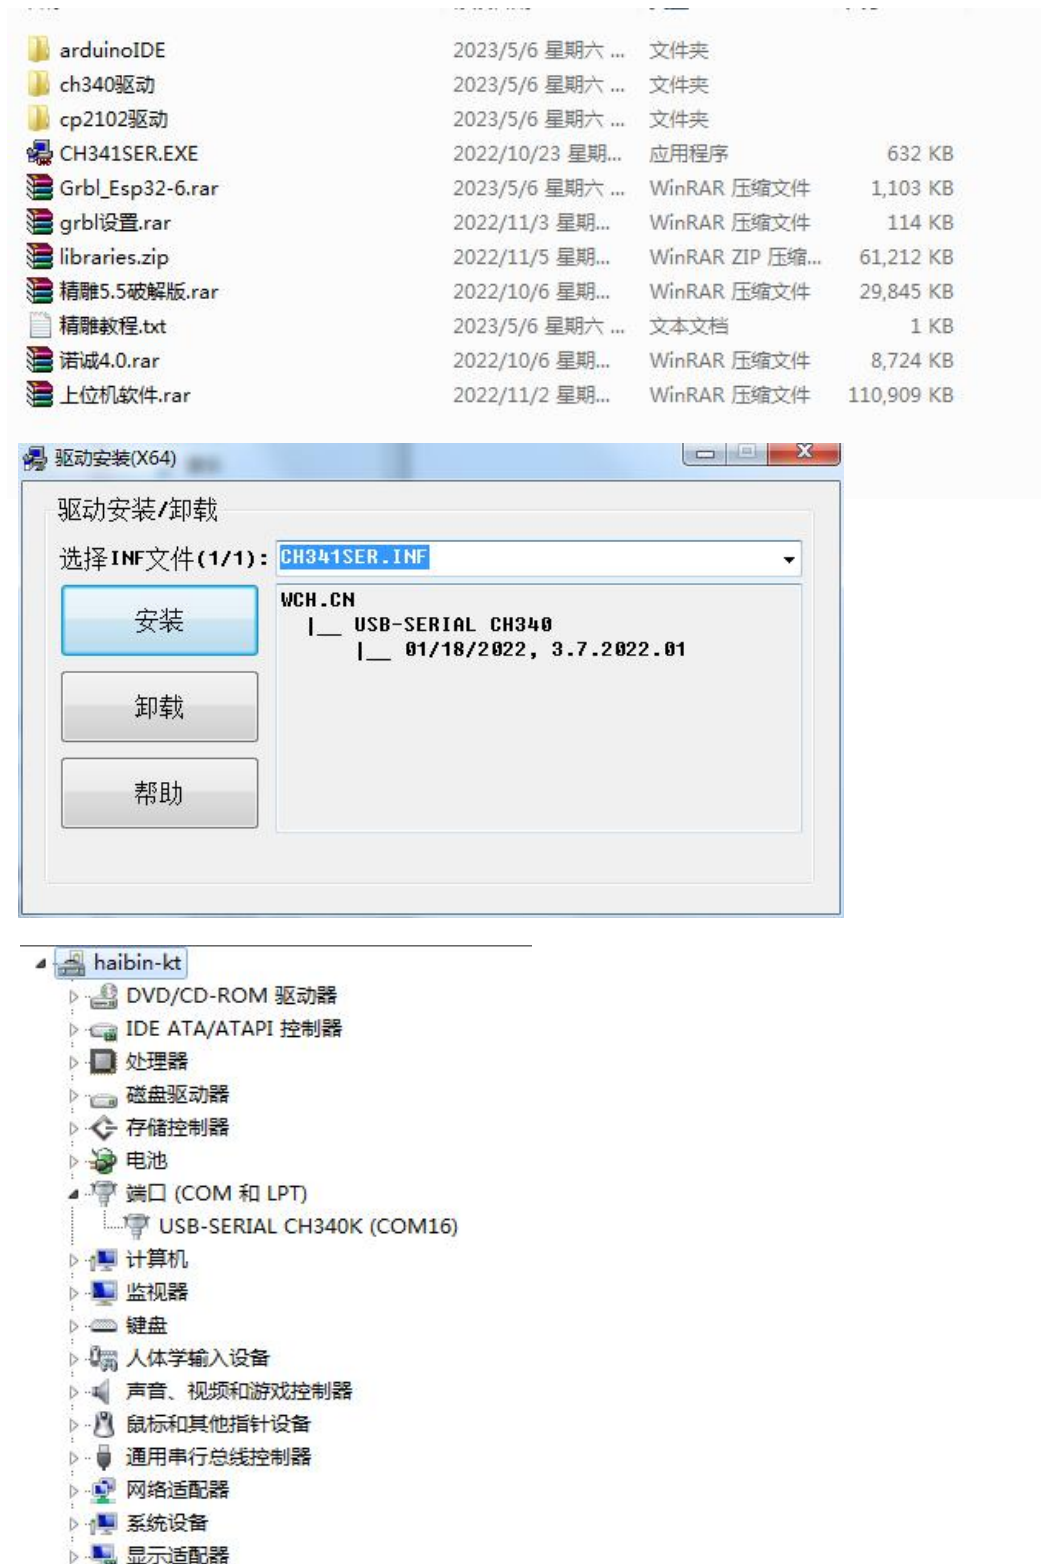 arduinoIDE 2023/5/6 星期六 ... 文件夹
ch340驱动 2023/5/6 星期六 ... 文件夹
cp2102驱动 2023/5/6 星期六 ... 文件夹
CH341SER.EXE 2022/10/23 星期... 应用程序 632 KB
Grbl_Esp32-6.rar 2023/5/6 星期六 ... WinRAR 压缩文件 1,103 KB
grbl设置.rar 2022/11/3 星期... WinRAR 压缩文件 114 KB
libraries.zip 2022/11/5 星期... WinRAR ZIP 压缩... 61,212 KB
精雕5.5破解版.rar 2022/10/6 星期... WinRAR 压缩文件 29,845 KB
精雕教程.txt 2023/5/6 星期六 ... 文本文档 1 KB
诺诚4.0.rar 2022/10/6 星期... WinRAR 压缩文件 8,724 KB
上位机软件.rar 2022/11/2 星期... WinRAR 压缩文件 110,909 KB
驱动安装(X64)
驱动安装/卸载
选择INF文件(1/1): CH341SER.INF
安装
卸载
帮助
WCH.CN
|__ USB-SERIAL CH340
|__ 01/18/2022, 3.7.2022.01
haibin-kt
DVD/CD-ROM 驱动器
IDE ATA/ATAPI 控制器
处理器
磁盘驱动器
存储控制器
电池
端口 (COM 和 LPT)
USB-SERIAL CH340K (COM16)
计算机
监视器
键盘
人体学输入设备
声音、视频和游戏控制器
鼠标和其他指针设备
通用串行总线控制器
网络适配器
系统设备
显示适配器